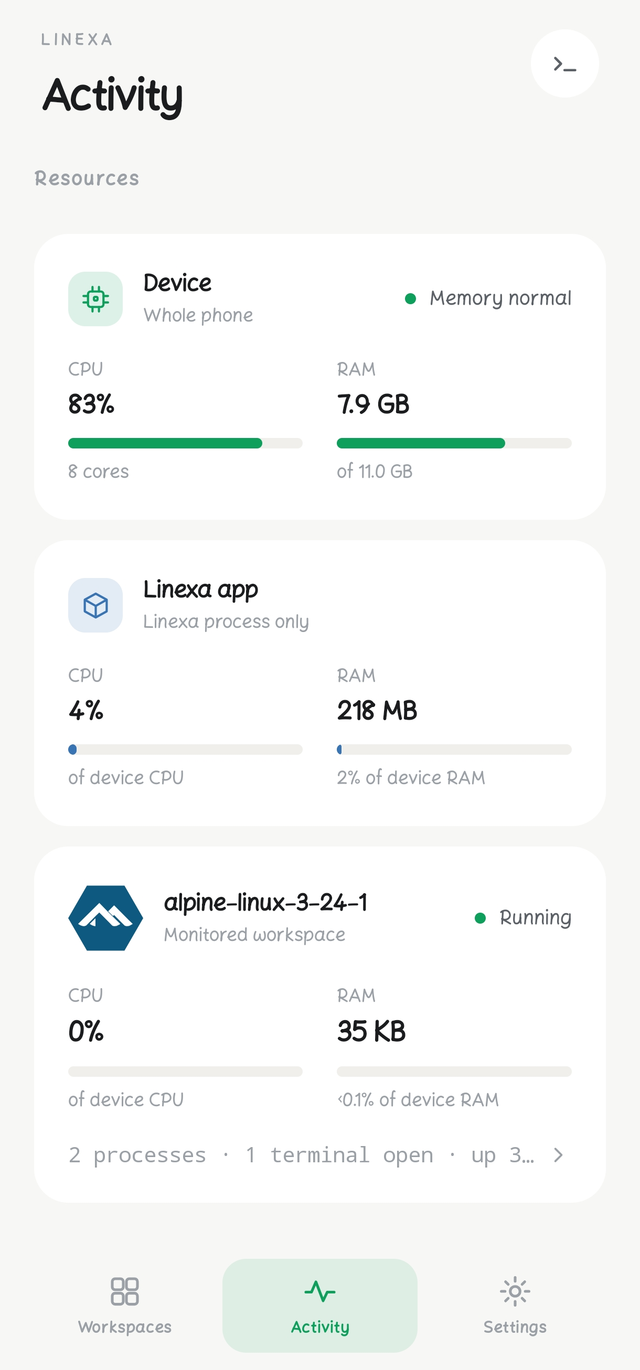 LINEXA
Activity
Resources
Device
Whole phone
Memory normal
CPU
83%
8 cores
RAM
7.9 GB
of 11.0 GB
Linexa app
Linexa process only
CPU
4%
of device CPU
RAM
218 MB
2% of device RAM
alpine-linux-3-24-1
Monitored workspace
Running
CPU
0%
of device CPU
RAM
35 KB
<0.1% of device RAM
2 processes · 1 terminal open · up 3…
Workspaces
Activity
Settings